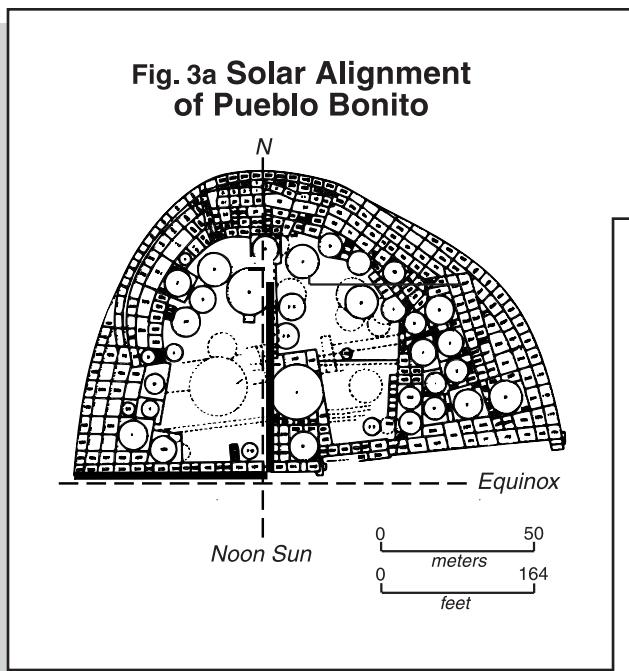 Fig. 3a Solar Alignment
of Pueblo Bonito
N
Equinox
Noon Sun
0 50
meters
0 164
feet